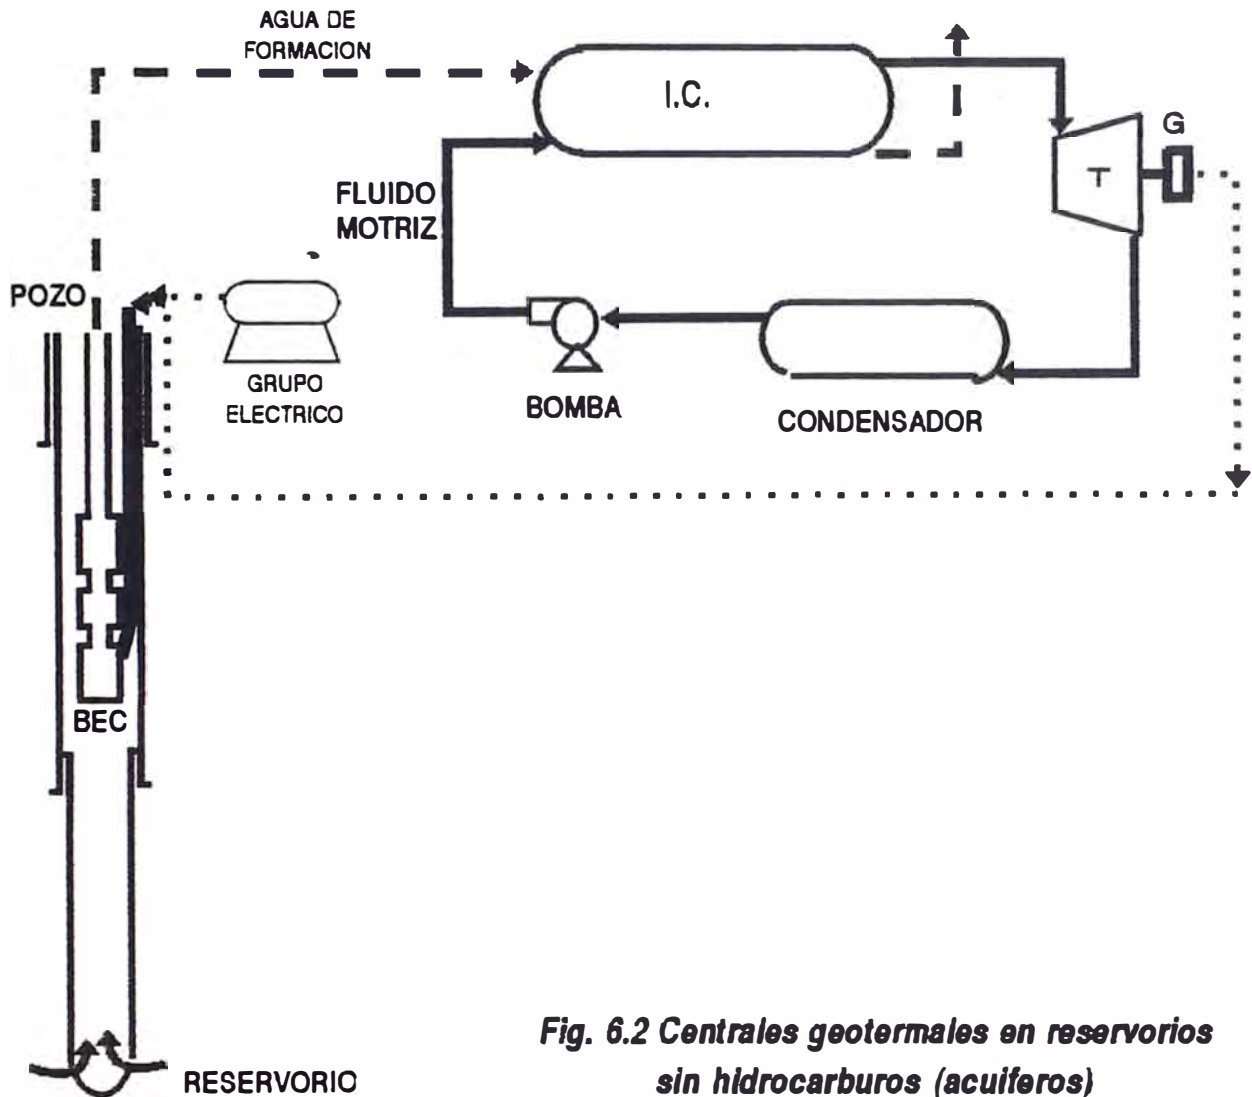 AGUA DE
FORMACION
I.C.
G
T
FLUIDO
MOTRIZ
POZO
GRUPO
ELECTRICO
BOMBA
CONDENSADOR
BEC
RESERVORIO
Fig. 6.2 Centrales geotermales en reservorios
sin hidrocarburos (acuiferos)